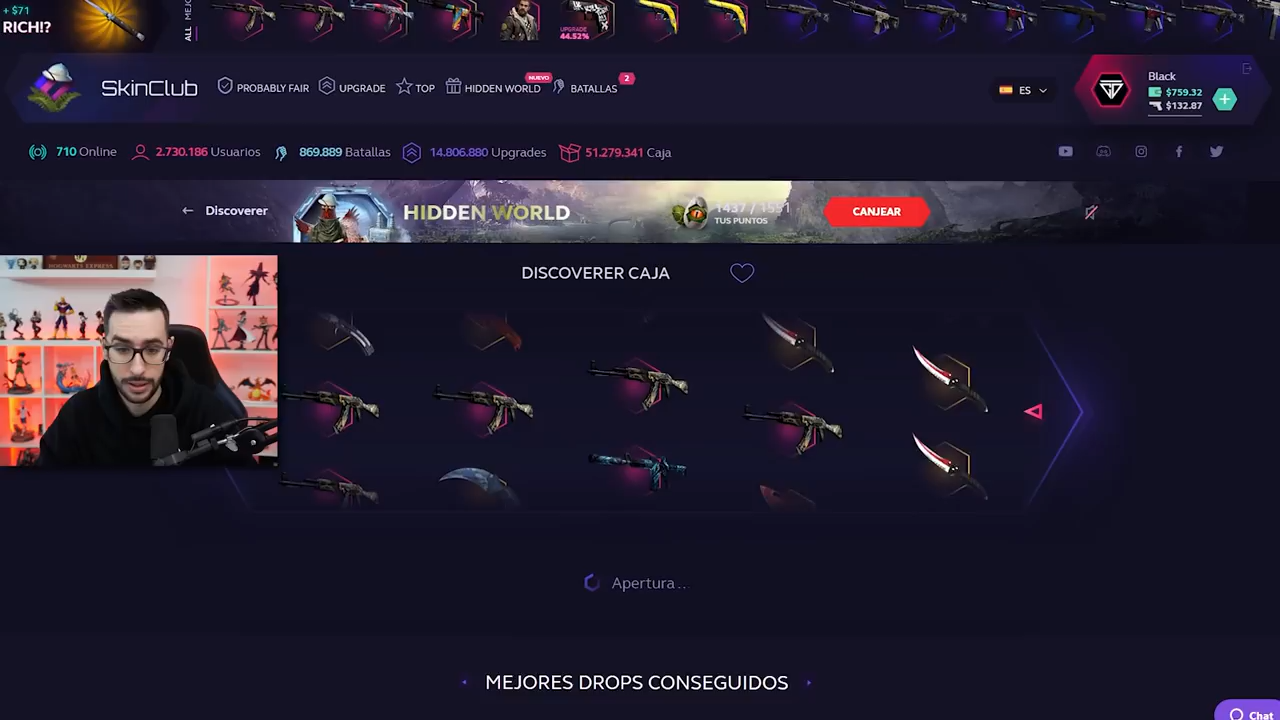 + $71
RICH!?
ALL
UPGRADE
44.52%
SkinClub
PROBABLY FAIR
UPGRADE
TOP
HIDDEN WORLD
NUEVO
BATALLAS
2
ES
Black
$759.32
$132.87
710 Online
2.730.186 Usuarios
869.889 Batallas
14.806.880 Upgrades
51.279.341 Caja
← Discoverer
HIDDEN WORLD
1437 / 1551
TUS PUNTOS
CANJEAR
HOGWARTS EXPRESS
DISCOVERER CAJA
Apertura...
MEJORES DROPS CONSEGUIDOS
Chat